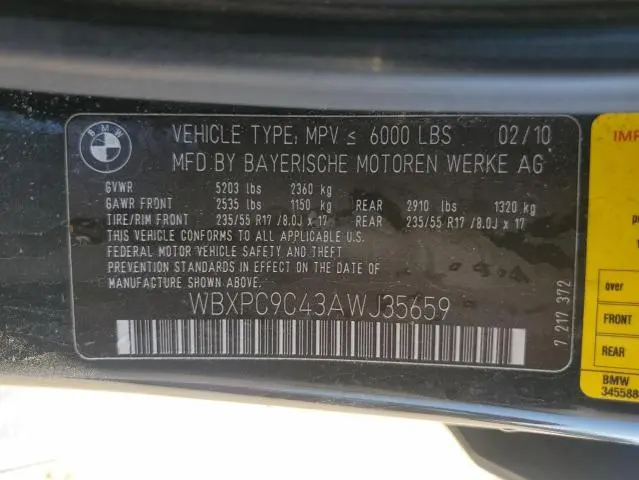 BMW
VEHICLE TYPE: MPV ≤ 6000 LBS 02/10
MFD BY BAYERISCHE MOTOREN WERKE AG
GVWR 5203 lbs 2360 kg
GAWR FRONT 2535 lbs 1150 kg REAR 2910 lbs 1320 kg
TIRE/RIM FRONT 235/55 R17 /8.0J x 17 REAR 235/55 R17 /8.0J x 17
THIS VEHICLE CONFORMS TO ALL APPLICABLE U.S.
FEDERAL MOTOR VEHICLE SAFETY AND THEFT
PREVENTION STANDARDS IN EFFECT ON THE DATE OF
MANUFACTURE SHOWN ABOVE.
WBXPC9C43AWJ35659
7 217 372
IMP
over
FRONT
REAR
BMW
345588